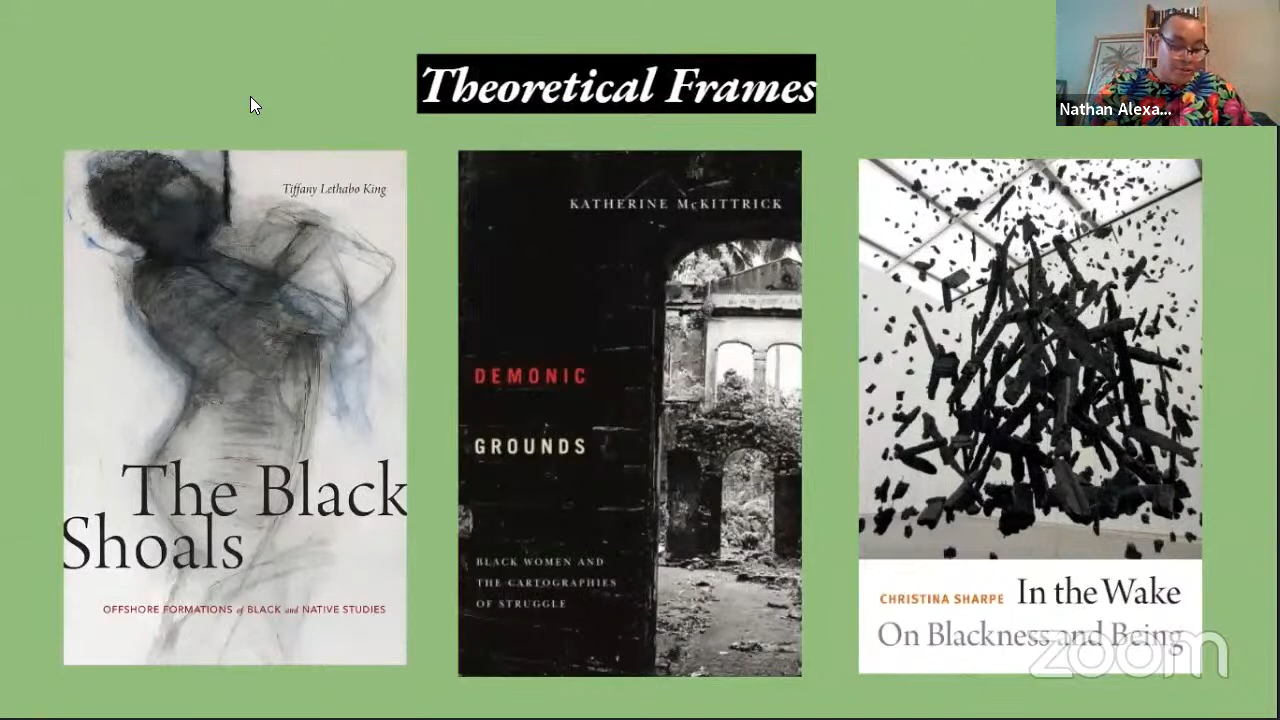 Theoretical Frames
Nathan Alexa...
Tiffany Lethabo King
The Black
Shoals
OFFSHORE FORMATIONS of BLACK and NATIVE STUDIES
KATHERINE McKITTRICK
DEMONIC
GROUNDS
BLACK WOMEN AND
THE CARTOGRAPHIES
OF STRUGGLE
CHRISTINA SHARPE In the Wake
On Blackness and Being
zoom